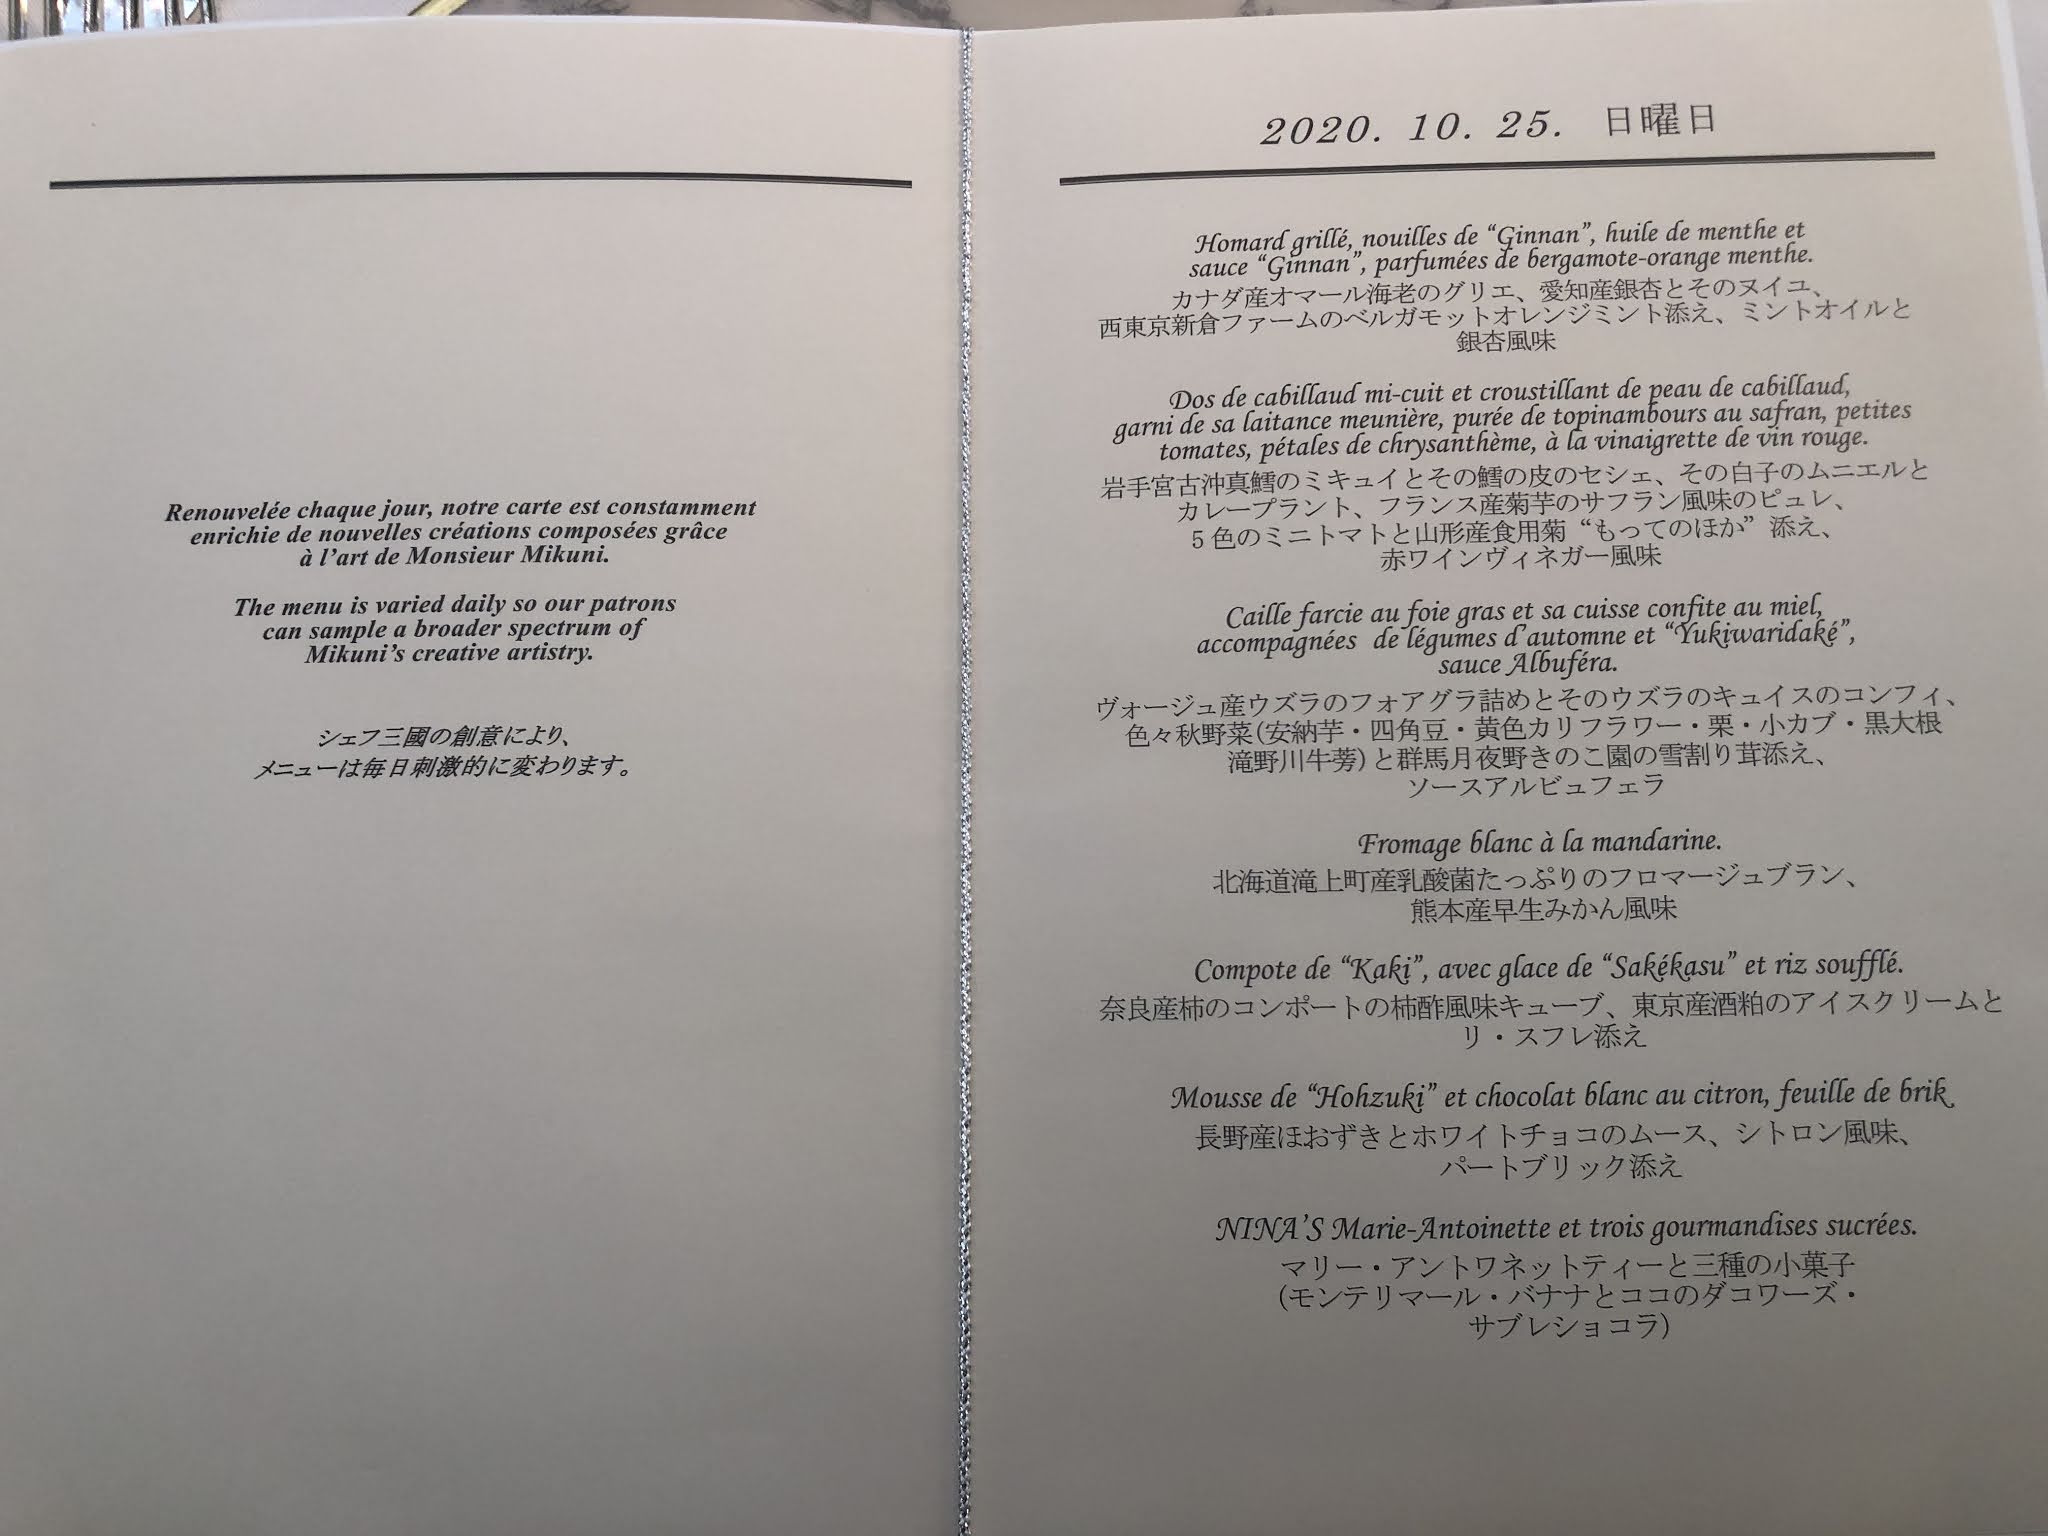 Renouvelée chaque jour, notre carte est constamment
enrichie de nouvelles créations composées grâce
à l'art de Monsieur Mikuni.
The menu is varied daily so our patrons
can sample a broader spectrum of
Mikuni's creative artistry.
シェフ三國の創意により、
メニューは毎日刺激的に変わります。
2020. 10. 25. 日曜日
Homard grillé, nouilles de “Ginnan”, huile de menthe et
sauce “Ginnan”, parfumées de bergamote-orange menthe.
カナダ産オマール海老のグリエ、愛知産銀杏とそのヌイユ、
西東京新倉ファームのベルガモットオレンジミント添え、ミントオイルと
銀杏風味
Dos de cabillaud mi-cuit et croustillant de peau de cabillaud,
garni de sa laitance meunière, purée de topinambours au safran, petites
tomates, pétales de chrysanthème, à la vinaigrette de vin rouge.
岩手宮古沖真鱈のミキュイとその鱈の皮のセシェ、その白子のムニエルと
カレープラント、フランス産菊芋のサフラン風味のピュレ、
5色のミニトマトと山形産食用菊“もってのほか”添え、
赤ワインヴィネガー風味
Caille farcie au foie gras et sa cuisse confite au miel,
accompagnées de légumes d'automne et “Yukiwaridaké”,
sauce Albuféra.
ヴォージュ産ウズラのフォアグラ詰めとそのウズラのキュイスのコンフィ、
色々秋野菜(安納芋・四角豆・黄色カリフラワー・栗・小カブ・黒大根
滝野川牛蒡)と群馬月夜野きのこ園の雪割り茸添え、
ソースアルビュフェラ
Fromage blanc à la mandarine.
北海道滝上町産乳酸菌たっぷりのフロマージュブラン、
熊本産早生みかん風味
Compote de “Kaki”, avec glace de “Sakékasu” et riz soufflé.
奈良産柿のコンポートの柿酢風味キューブ、東京産酒粕のアイスクリームと
リ・スフレ添え
Mousse de “Hohzuki” et chocolat blanc au citron, feuille de brik
長野産ほおずきとホワイトチョコのムース、シトロン風味、
パートブリック添え
NINA'S Marie-Antoinette et trois gourmandises sucrées.
マリー・アントワネットティーと三種の小菓子
(モンテリマール・バナナとココのダコワーズ・
サブレショコラ)